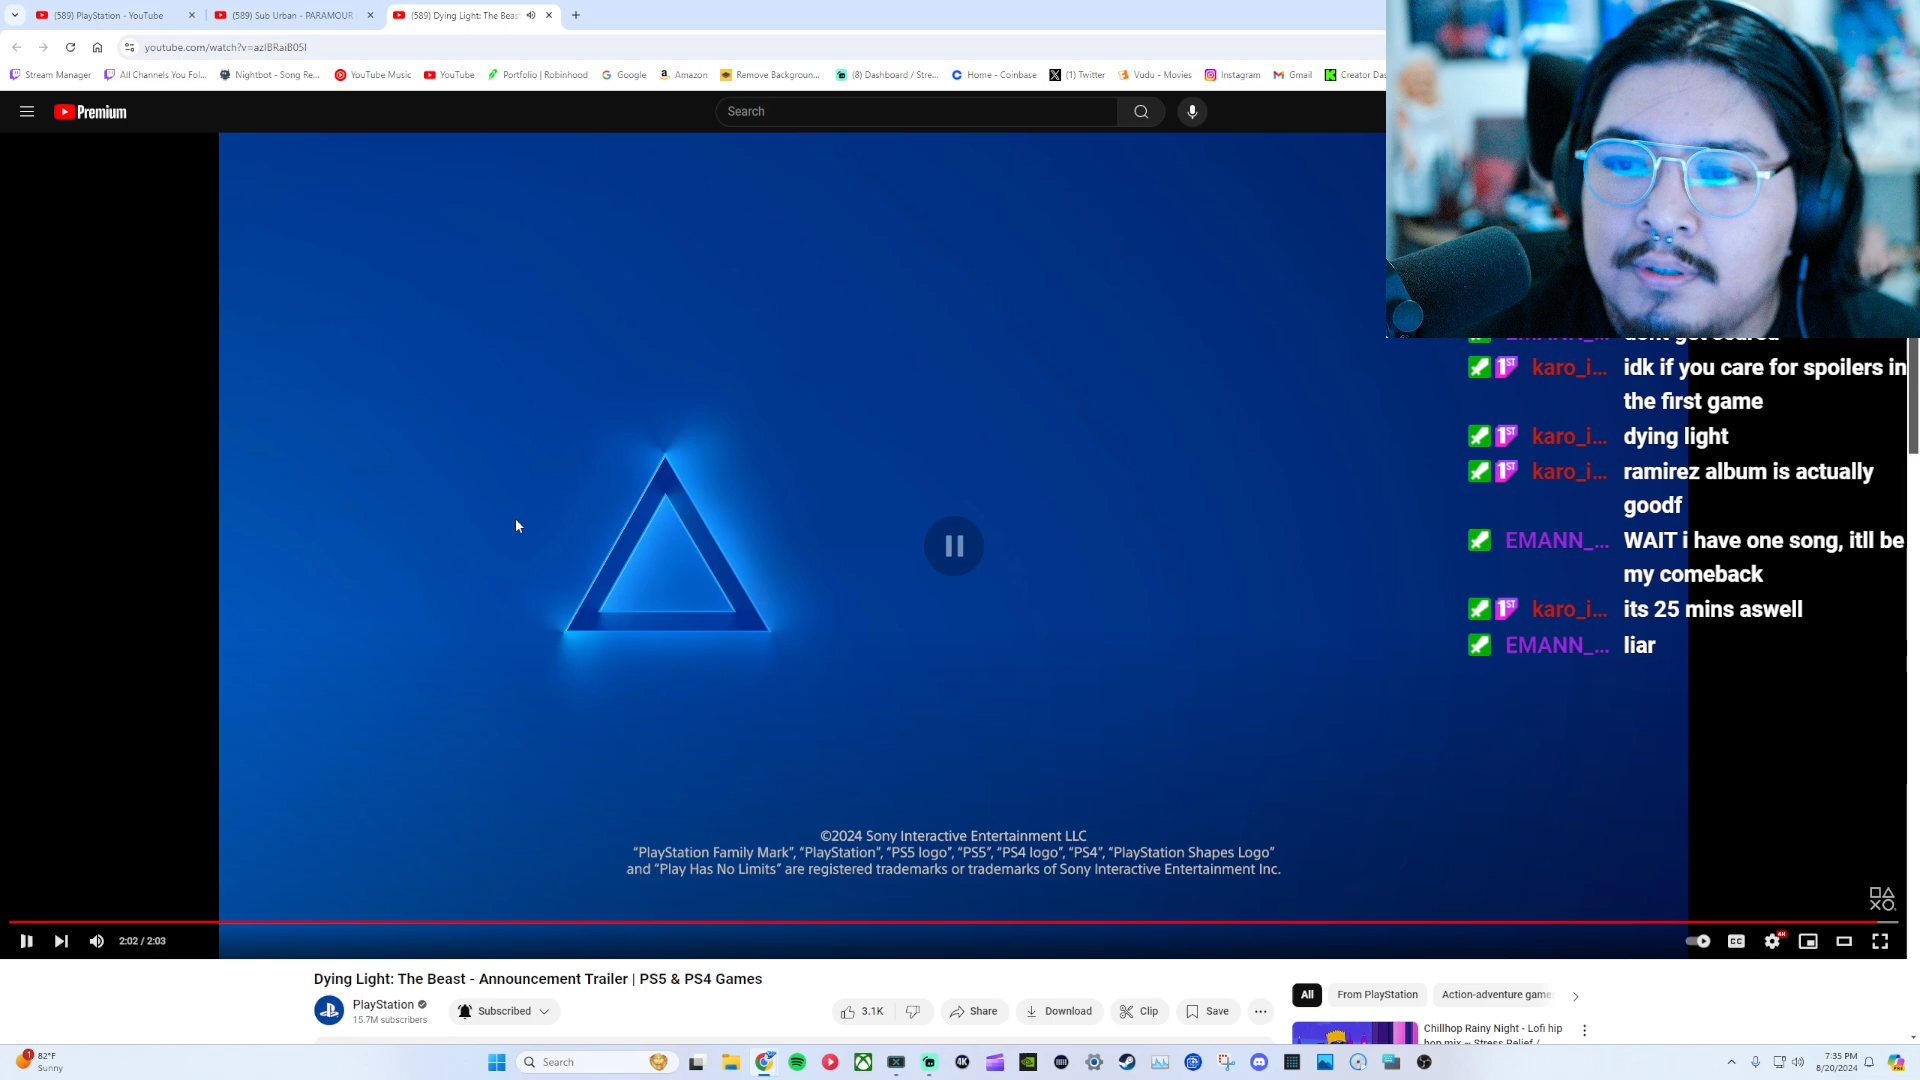 (589) PlayStation - YouTube
(589) Sub Urban - PARAMOUR
(589) Dying Light: The Beas
youtube.com/watch?v=azIBRaiB05I
Stream Manager
All Channels You Fol...
Nightbot - Song Re...
YouTube Music
YouTube
Portfolio | Robinhood
Google
Amazon
Remove Backgroun...
(8) Dashboard / Stre...
Home - Coinbase
(1) Twitter
Vudu - Movies
Instagram
Gmail
Creator Das
Premium
Search
karo_i... idk if you care for spoilers in
the first game
karo_i... dying light
karo_i... ramirez album is actually
goodf
EMANN_... WAIT i have one song, itll be
my comeback
karo_i... its 25 mins aswell
EMANN_... liar
©2024 Sony Interactive Entertainment LLC
"PlayStation Family Mark", "PlayStation", "PS5 logo", "PS5", "PS4 logo", "PS4", "PlayStation Shapes Logo"
and "Play Has No Limits" are registered trademarks or trademarks of Sony Interactive Entertainment Inc.
2:02 / 2:03
CC
Dying Light: The Beast - Announcement Trailer | PS5 & PS4 Games
PlayStation
15.7M subscribers
Subscribed
3.1K
Share
Download
Clip
Save
All
From PlayStation
Action-adventure game
Chillhop Rainy Night - Lofi hip
hop mix ~ Stress Relief /
82°F
Sunny
Search
7:35 PM
8/20/2024